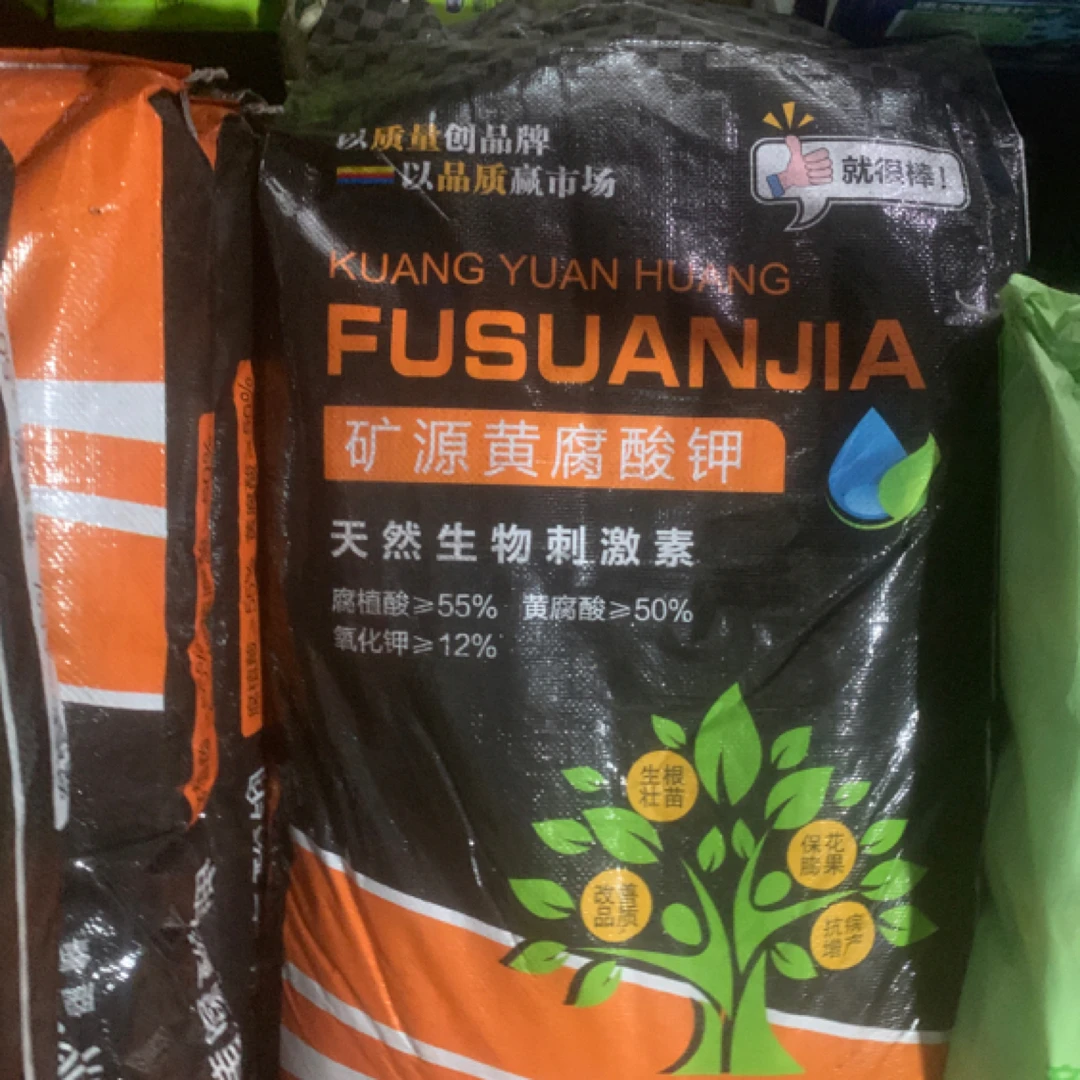 以质量创品牌
以品质赢市场
就很棒!
KUANG YUAN HUANG
FUSUANJIA
矿源黄腐酸钾
天然生物刺激素
腐植酸≥55% 黄腐酸≥50%
氧化钾≥12%
生根
壮苗
保花
膨果
改善
品质
抗病
增产